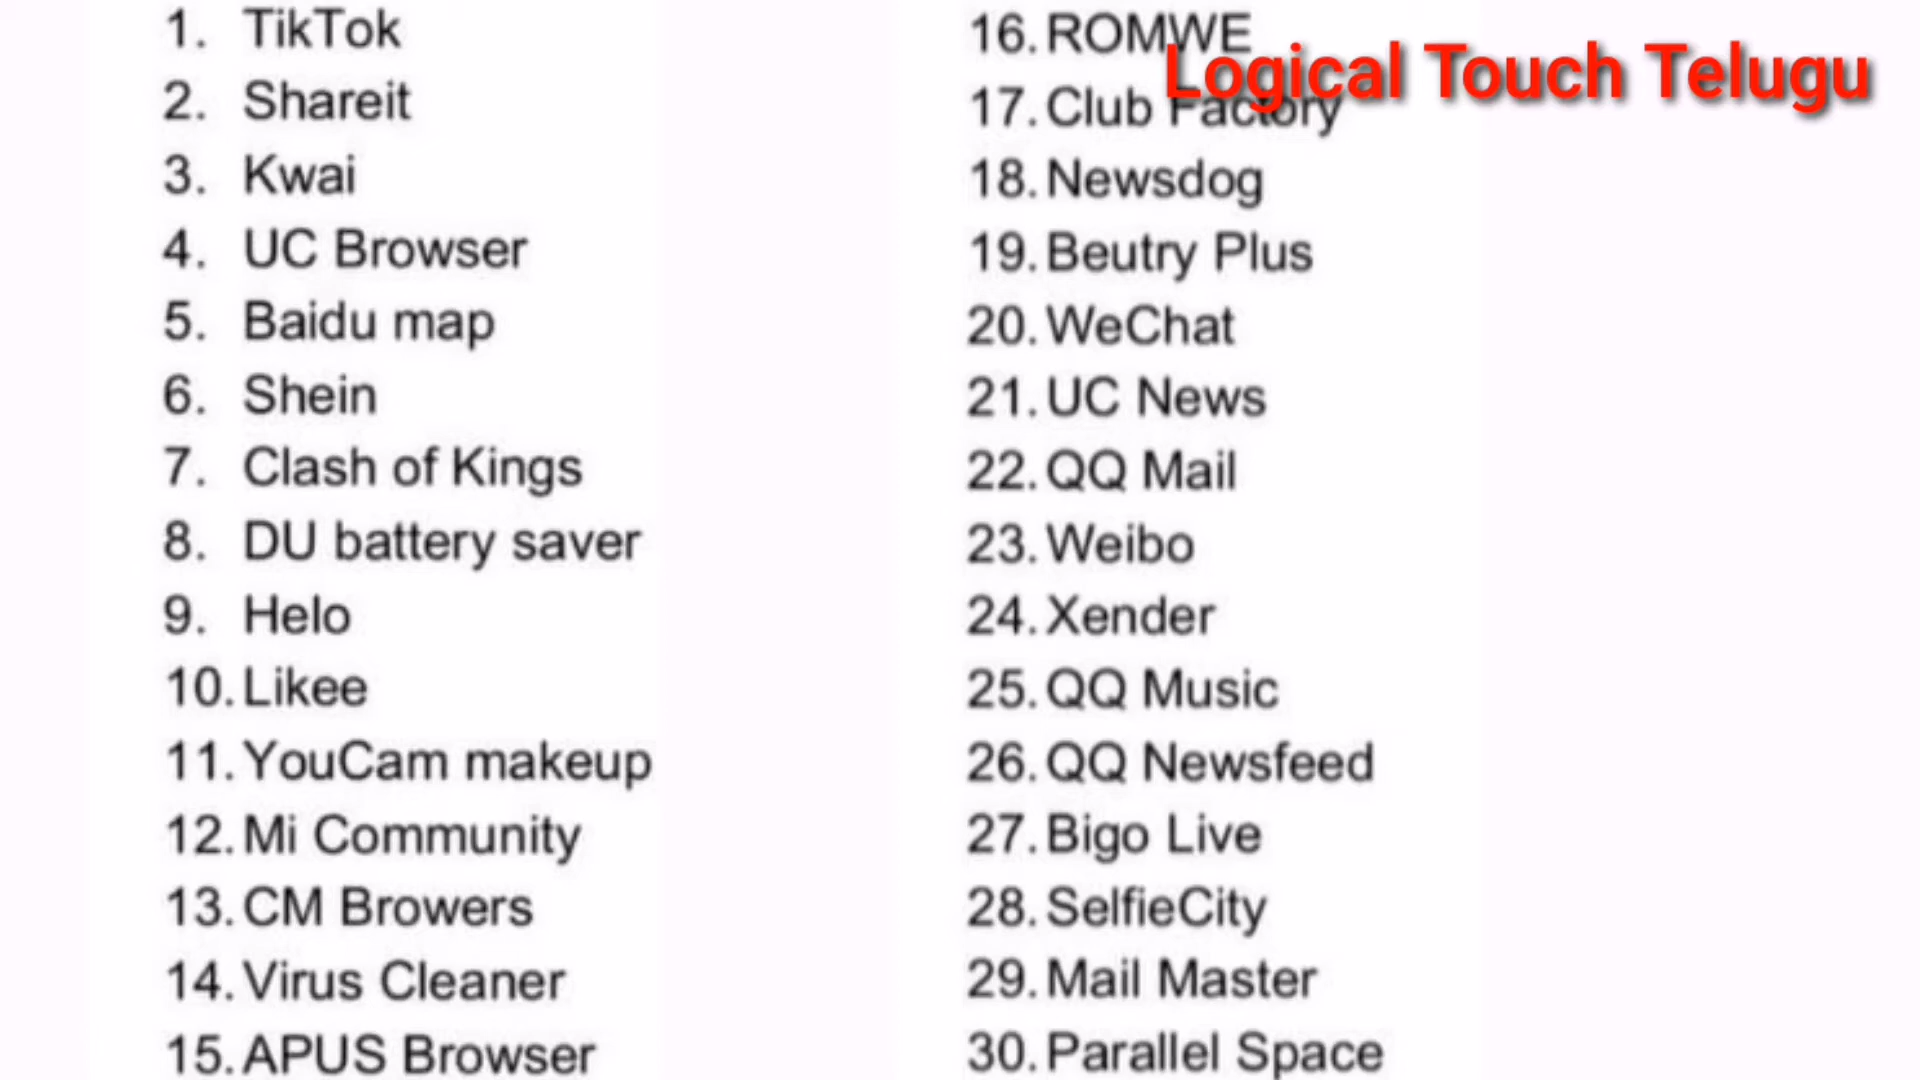 1. TikTok
2. Shareit
3. Kwai
4. UC Browser
5. Baidu map
6. Shein
7. Clash of Kings
8. DU battery saver
9. Helo
10. Likee
11. YouCam makeup
12. Mi Community
13. CM Browers
14. Virus Cleaner
15. APUS Browser
16. ROMWE
Logical Touch Telugu
17. Club Factory
18. Newsdog
19. Beutry Plus
20. WeChat
21. UC News
22. QQ Mail
23. Weibo
24. Xender
25. QQ Music
26. QQ Newsfeed
27. Bigo Live
28. SelfieCity
29. Mail Master
30. Parallel Space